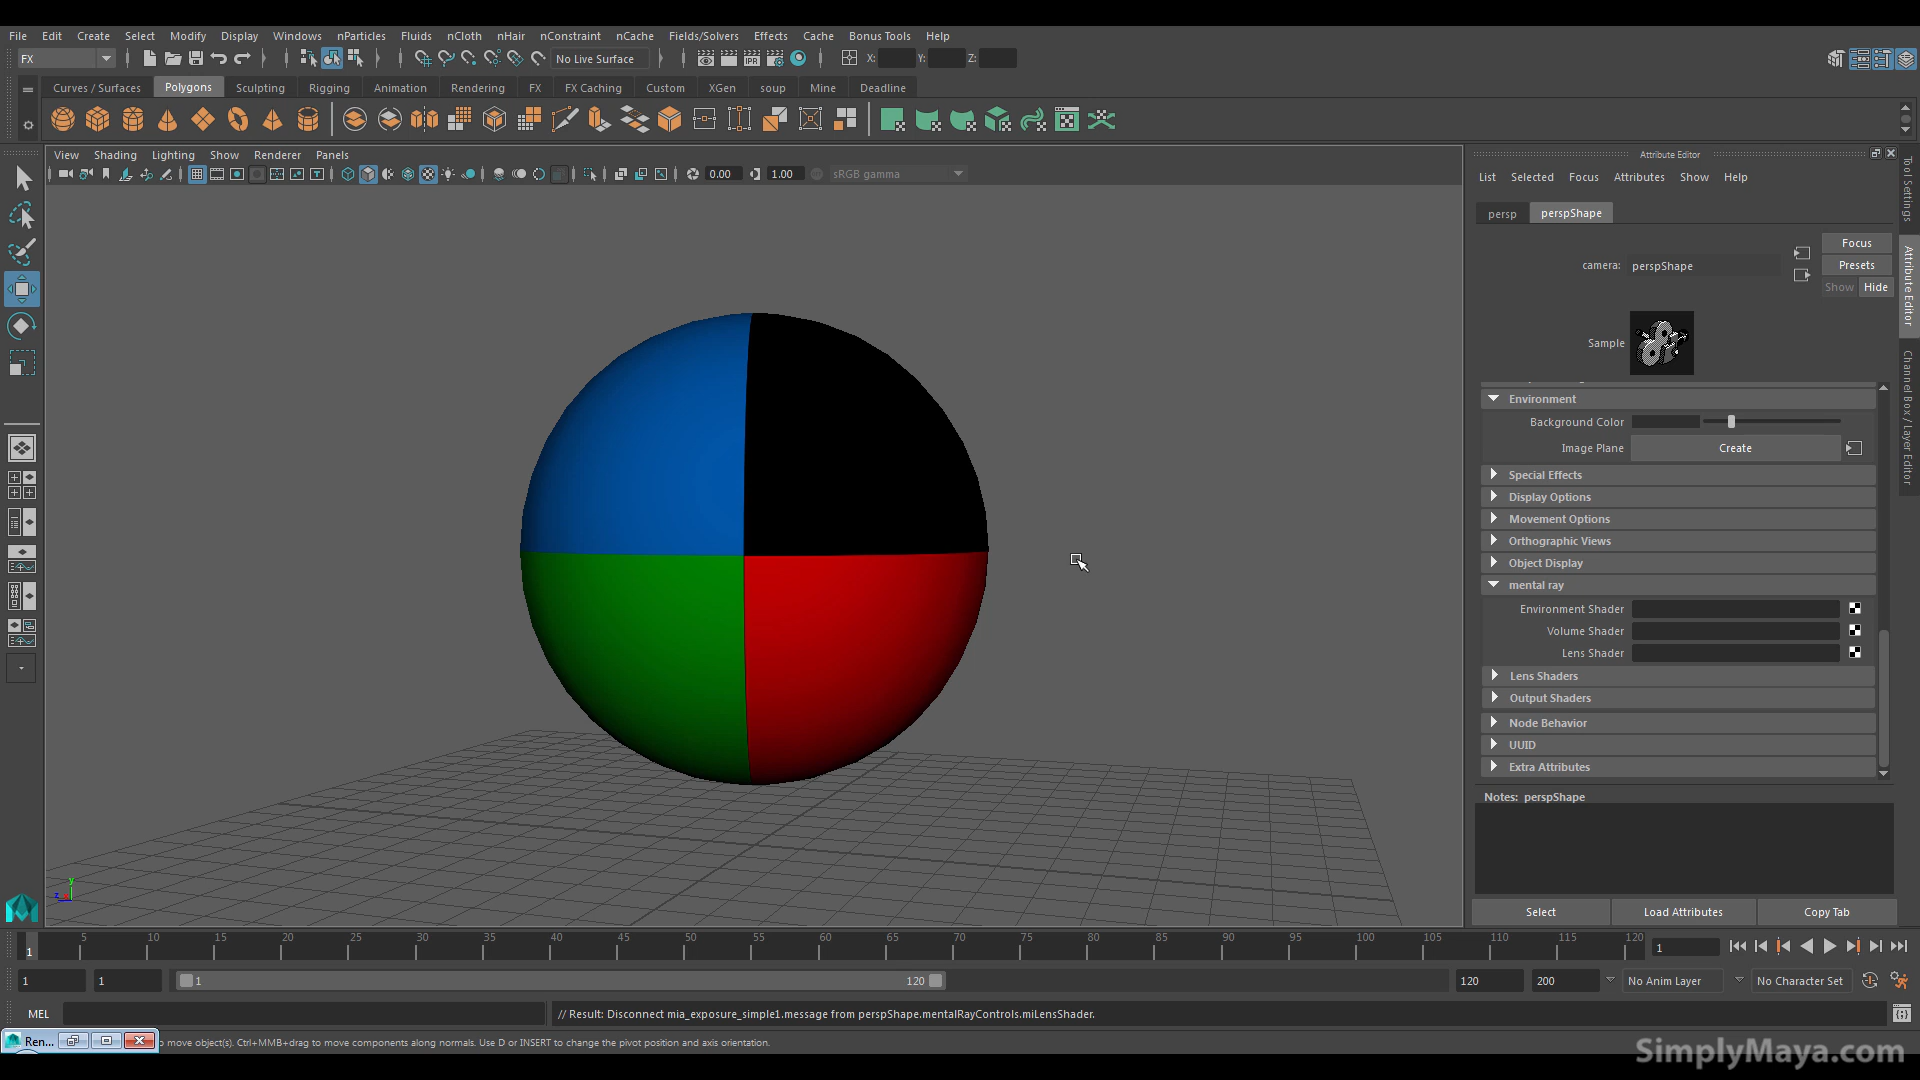 File Edit Create Select Modify Display Windows nParticles Fluids nCloth nHair nConstraint nCache Fields/Solvers Effects Cache Bonus Tools Help
FX No Live Surface X: Y: Z:
Curves / Surfaces Polygons Sculpting Rigging Animation Rendering FX FX Caching Custom XGen soup Mine Deadline
View Shading Lighting Show Renderer Panels
0.00 1.00 sRGB gamma
Attribute Editor
List Selected Focus Attributes Show Help
persp perspShape
Focus
camera: perspShape
Presets
Show Hide
Sample
Environment
Background Color
Image Plane Create
Special Effects
Display Options
Movement Options
Orthographic Views
Object Display
mental ray
Environment Shader
Volume Shader
Lens Shader
Lens Shaders
Output Shaders
Node Behavior
UUID
Extra Attributes
Notes: perspShape
Select Load Attributes Copy Tab
Tool Settings
Attribute Editor
Channel Box / Layer Editor
y
z
1 5 10 15 20 25 30 35 40 45 50 55 60 65 70 75 80 85 90 95 100 105 110 115 120 1
1 1 1 120 120 200 No Anim Layer No Character Set
MEL // Result: Disconnect mia_exposure_simple1.message from perspShape.mentalRayControls.miLensShader.
Ren... move object(s). Ctrl+MMB+drag to move components along normals. Use D or INSERT to change the pivot position and axis orientation.
SimplyMaya.com